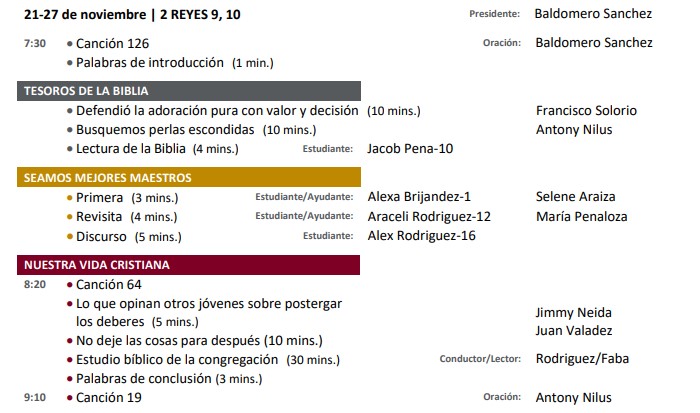 21-27 de noviembre | 2 REYES 9, 10 Presidente: Baldomero Sanchez
7:30 • Canción 126 Oración: Baldomero Sanchez
• Palabras de introducción (1 min.)
TESOROS DE LA BIBLIA
• Defendió la adoración pura con valor y decisión (10 mins.) Francisco Solorio
• Busquemos perlas escondidas (10 mins.) Antony Nilus
• Lectura de la Biblia (4 mins.) Estudiante: Jacob Pena-10
SEAMOS MEJORES MAESTROS
• Primera (3 mins.) Estudiante/Ayudante: Alexa Brijandez-1 Selene Araiza
• Revisita (4 mins.) Estudiante/Ayudante: Araceli Rodriguez-12 María Penaloza
• Discurso (5 mins.) Estudiante: Alex Rodriguez-16
NUESTRA VIDA CRISTIANA
8:20 • Canción 64
• Lo que opinan otros jóvenes sobre postergar
los deberes (5 mins.) Jimmy Neida
Juan Valadez
• No deje las cosas para después (10 mins.)
• Estudio bíblico de la congregación (30 mins.) Conductor/Lector: Rodriguez/Faba
• Palabras de conclusión (3 mins.)
9:10 • Canción 19 Oración: Antony Nilus